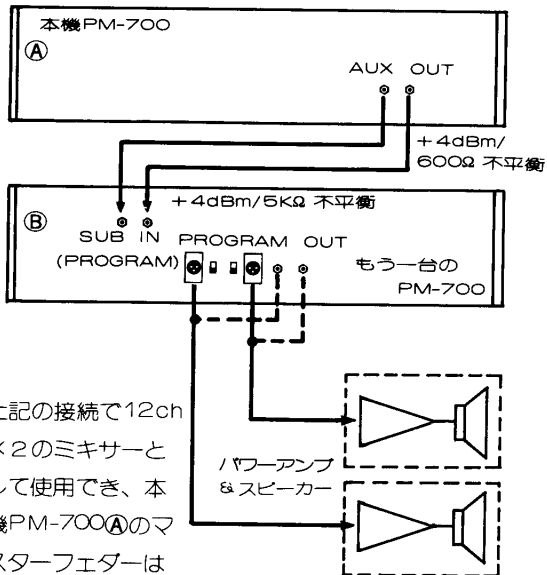 本機PM-700
Ⓐ
AUX OUT
+4dBm/
600Ω 不平衡
+4dBm/5KΩ 不平衡
Ⓑ
SUB IN
(PROGRAM)
PROGRAM OUT
もう一台の
PM-700
上記の接続で12ch
×2のミキサーと
して使用でき、本
機PM-700Ⓐのマ
スターフェダーは
パワーアンプ
&スピーカー